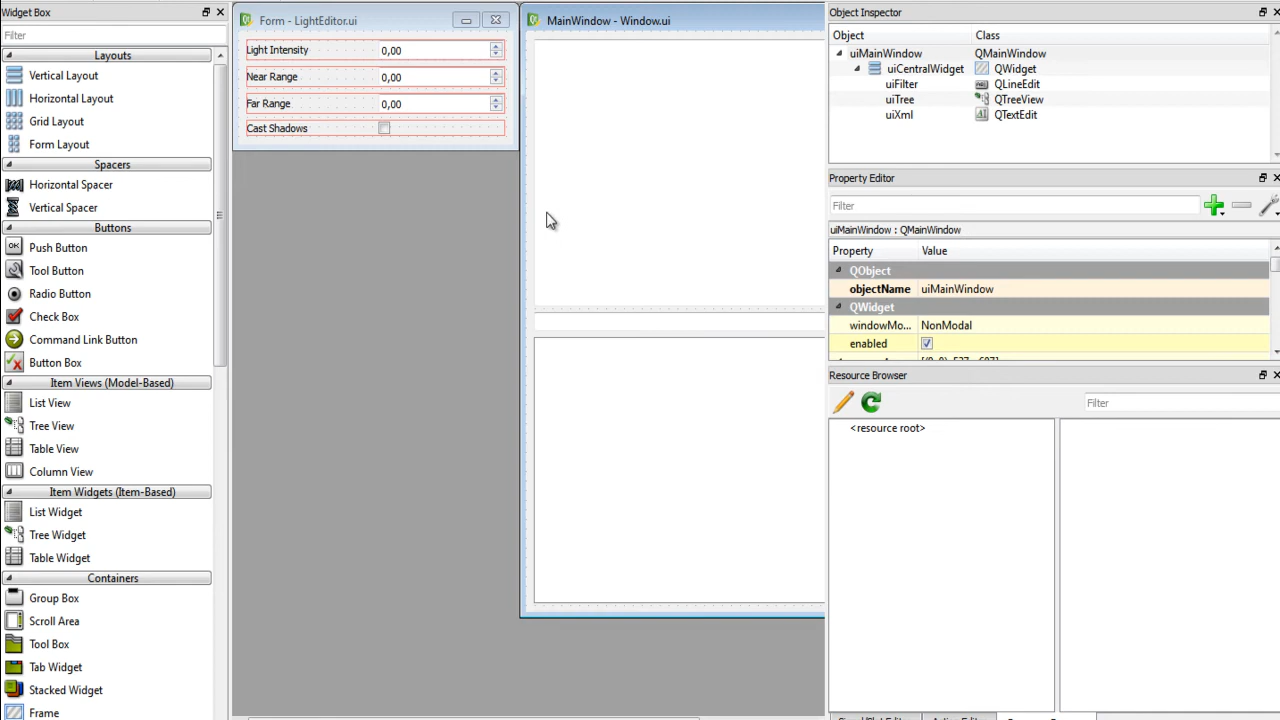 Widget Box
Filter
Layouts
Vertical Layout
Horizontal Layout
Grid Layout
Form Layout
Spacers
Horizontal Spacer
Vertical Spacer
Buttons
Push Button
Tool Button
Radio Button
Check Box
Command Link Button
Button Box
Item Views (Model-Based)
List View
Tree View
Table View
Column View
Item Widgets (Item-Based)
List Widget
Tree Widget
Table Widget
Containers
Group Box
Scroll Area
Tool Box
Tab Widget
Stacked Widget
Frame
Form - LightEditor.ui
Light Intensity 0,00
Near Range 0,00
Far Range 0,00
Cast Shadows
MainWindow - Window.ui
Object Inspector
Object Class
uiMainWindow QMainWindow
uiCentralWidget QWidget
uiFilter QLineEdit
uiTree QTreeView
uiXml QTextEdit
Property Editor
Filter
uiMainWindow : QMainWindow
Property Value
QObject
objectName uiMainWindow
QWidget
windowMo... NonModal
enabled
Resource Browser
Filter
<resource root>